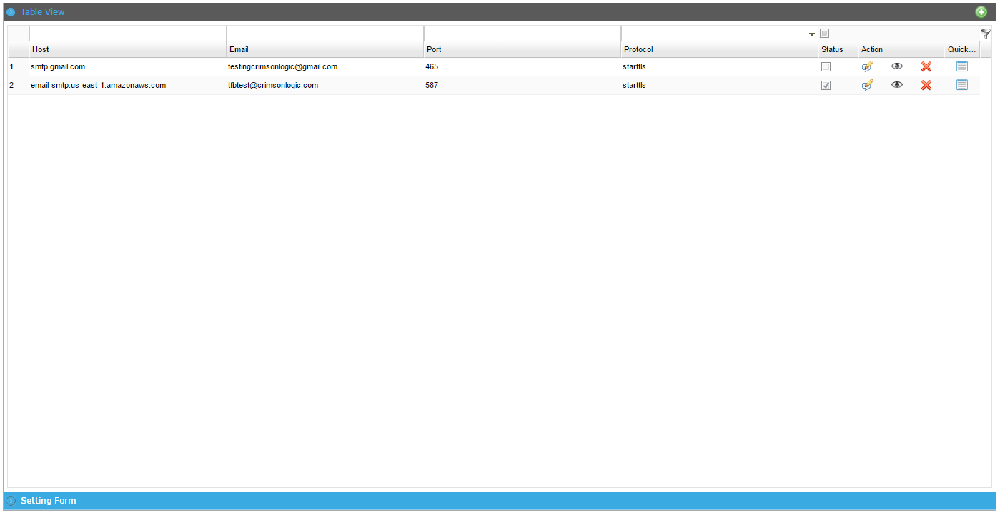 Table View
Host Email Port Protocol Status Action Quick...
1 smtp.gmail.com testingcrimsonlogic@gmail.com 465 starttls
2 email-smtp.us-east-1.amazonaws.com tfbtest@crimsonlogic.com 587 starttls
Setting Form